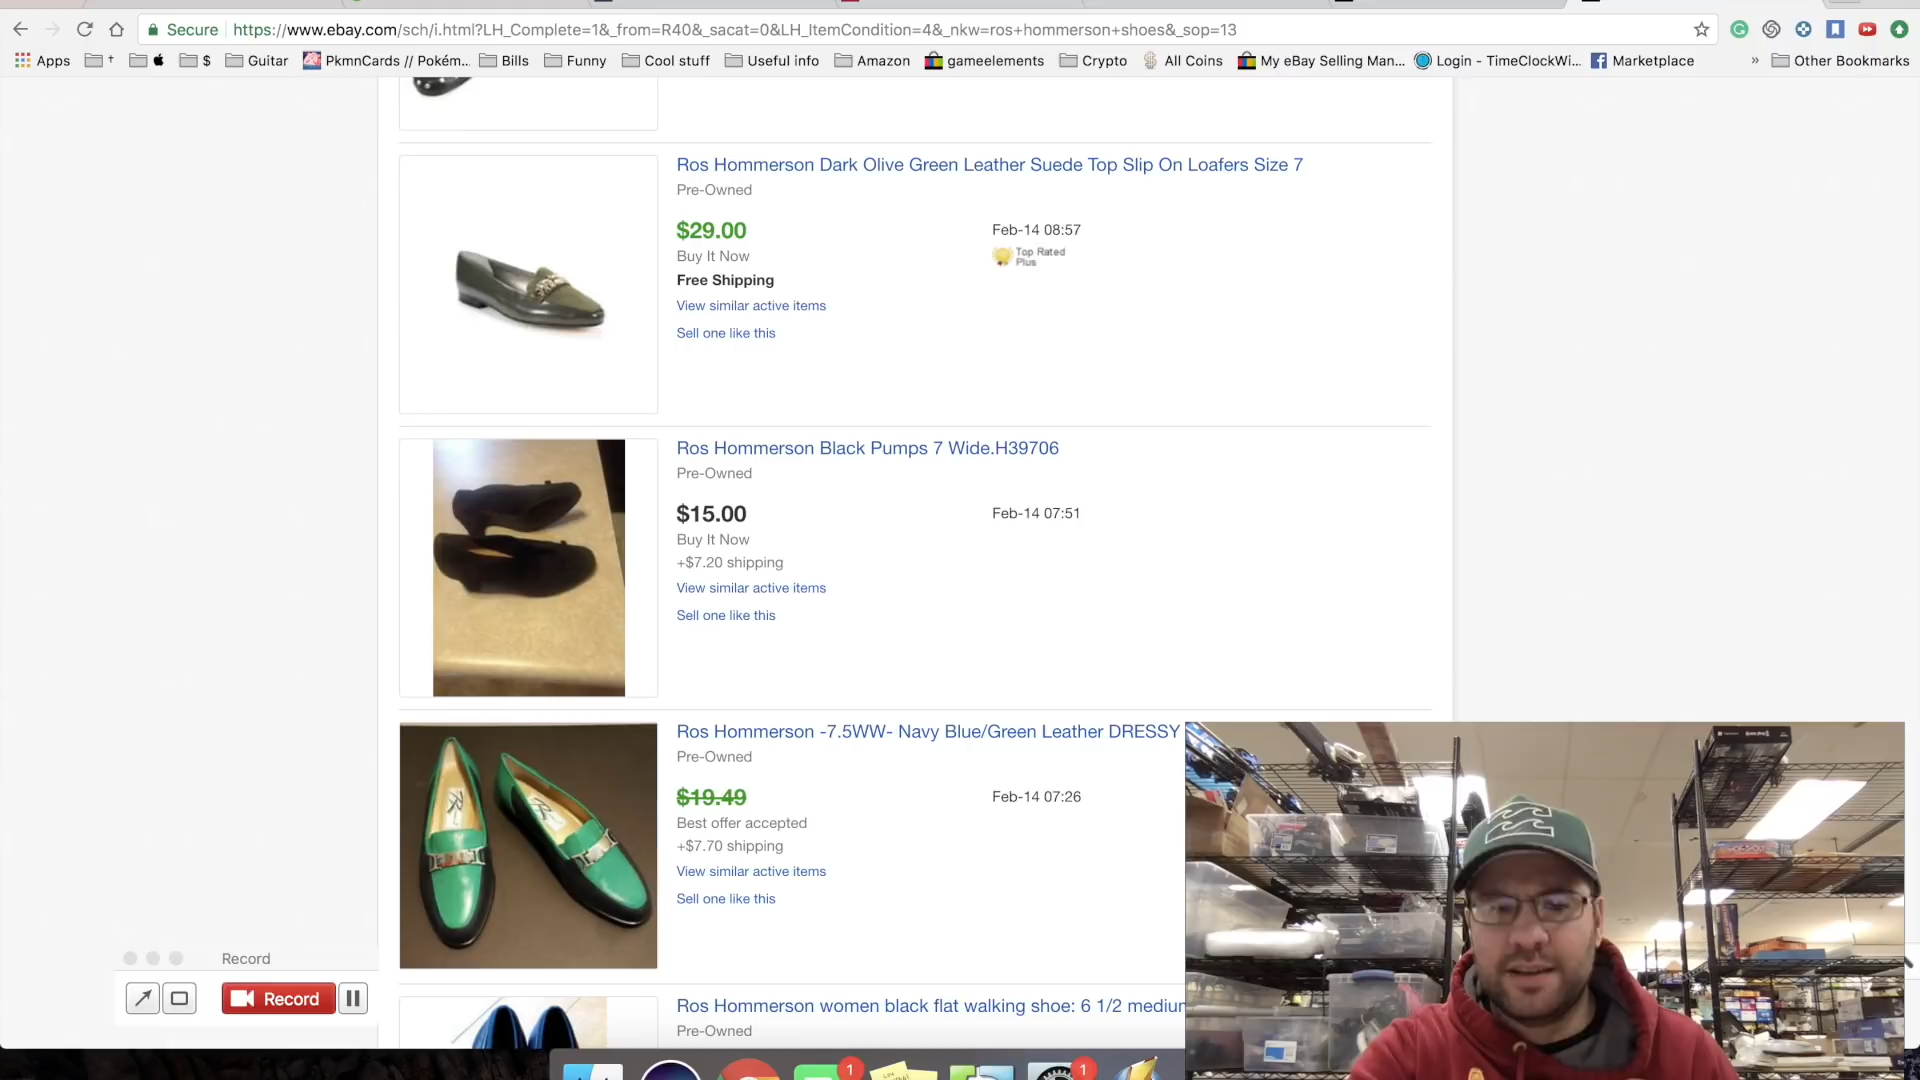 Secure https://www.ebay.com/sch/i.html?LH_Complete=1&_from=R40&_sacat=0&LH_ItemCondition=4&_nkw=ros+hommerson+shoes&_sop=13
Apps † $ Guitar PkmnCards // Pokém... Bills Funny Cool stuff Useful info Amazon gameelements Crypto All Coins My eBay Selling Man... Login - TimeClockWi... Marketplace » Other Bookmarks
Ros Hommerson Dark Olive Green Leather Suede Top Slip On Loafers Size 7
Pre-Owned
$29.00 Feb-14 08:57
Buy It Now Top Rated
Plus
Free Shipping
View similar active items
Sell one like this
Ros Hommerson Black Pumps 7 Wide.H39706
Pre-Owned
$15.00 Feb-14 07:51
Buy It Now
+$7.20 shipping
View similar active items
Sell one like this
Ros Hommerson -7.5WW- Navy Blue/Green Leather DRESSY
Pre-Owned
$19.49 Feb-14 07:26
Best offer accepted
+$7.70 shipping
View similar active items
Sell one like this
Record
Record
Ros Hommerson women black flat walking shoe: 6 1/2 medium
Pre-Owned
1 1